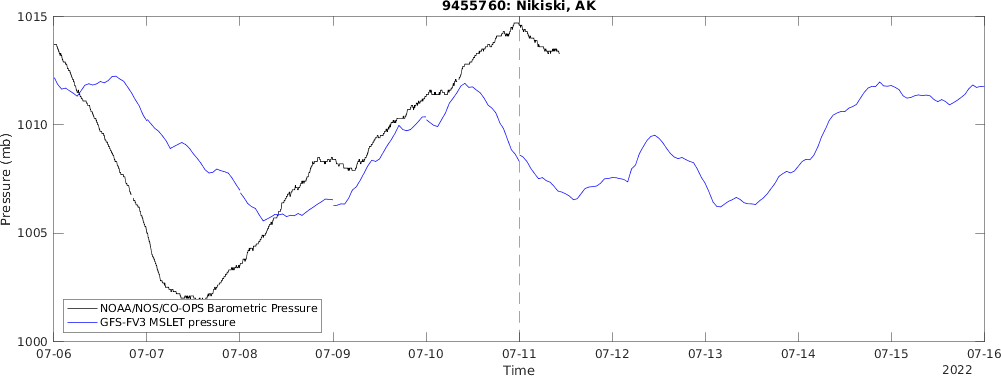 9455760: Nikiski, AK
1015
1010
1005
1000
Pressure (mb)
NOAA/NOS/CO-OPS Barometric Pressure
GFS-FV3 MSLET pressure
07-06 07-07 07-08 07-09 07-10 07-11 07-12 07-13 07-14 07-15 07-16
Time
2022